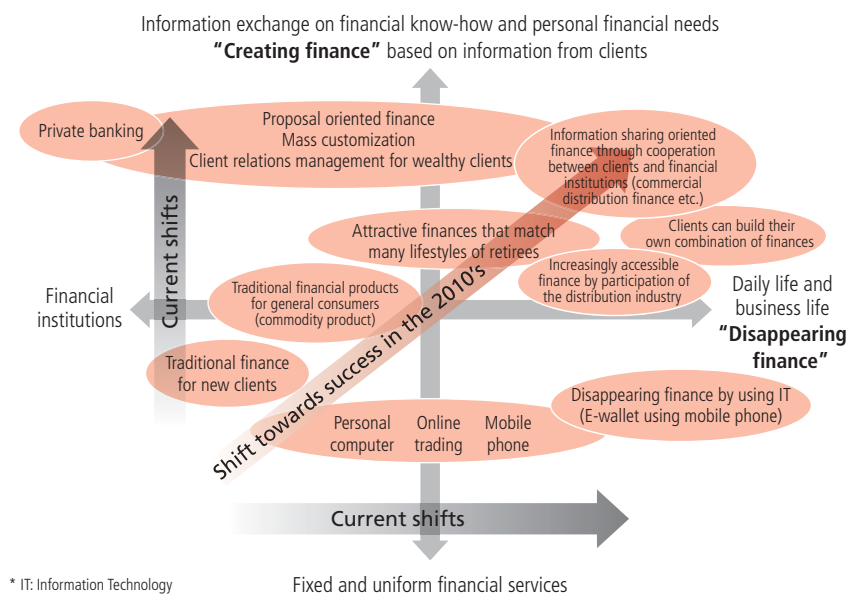 Information exchange on financial know-how and personal financial needs
"Creating finance" based on information from clients
Private banking
Proposal oriented finance
Mass customization
Client relations management for wealthy clients
Information sharing oriented
finance through cooperation
between clients and financial
institutions (commercial
distribution finance etc.)
Current shifts
Attractive finances that match
many lifestyles of retirees
Clients can build their
own combination of finances
Increasingly accessible
finance by participation of
the distribution industry
Financial
institutions
Traditional financial products
for general consumers
(commodity product)
Daily life and
business life
"Disappearing
finance"
Traditional finance
for new clients
Shift towards success in the 2010's
Disappearing finance by using IT
(E-wallet using mobile phone)
Personal
computer
Online
trading
Mobile
phone
Current shifts
* IT: Information Technology
Fixed and uniform financial services